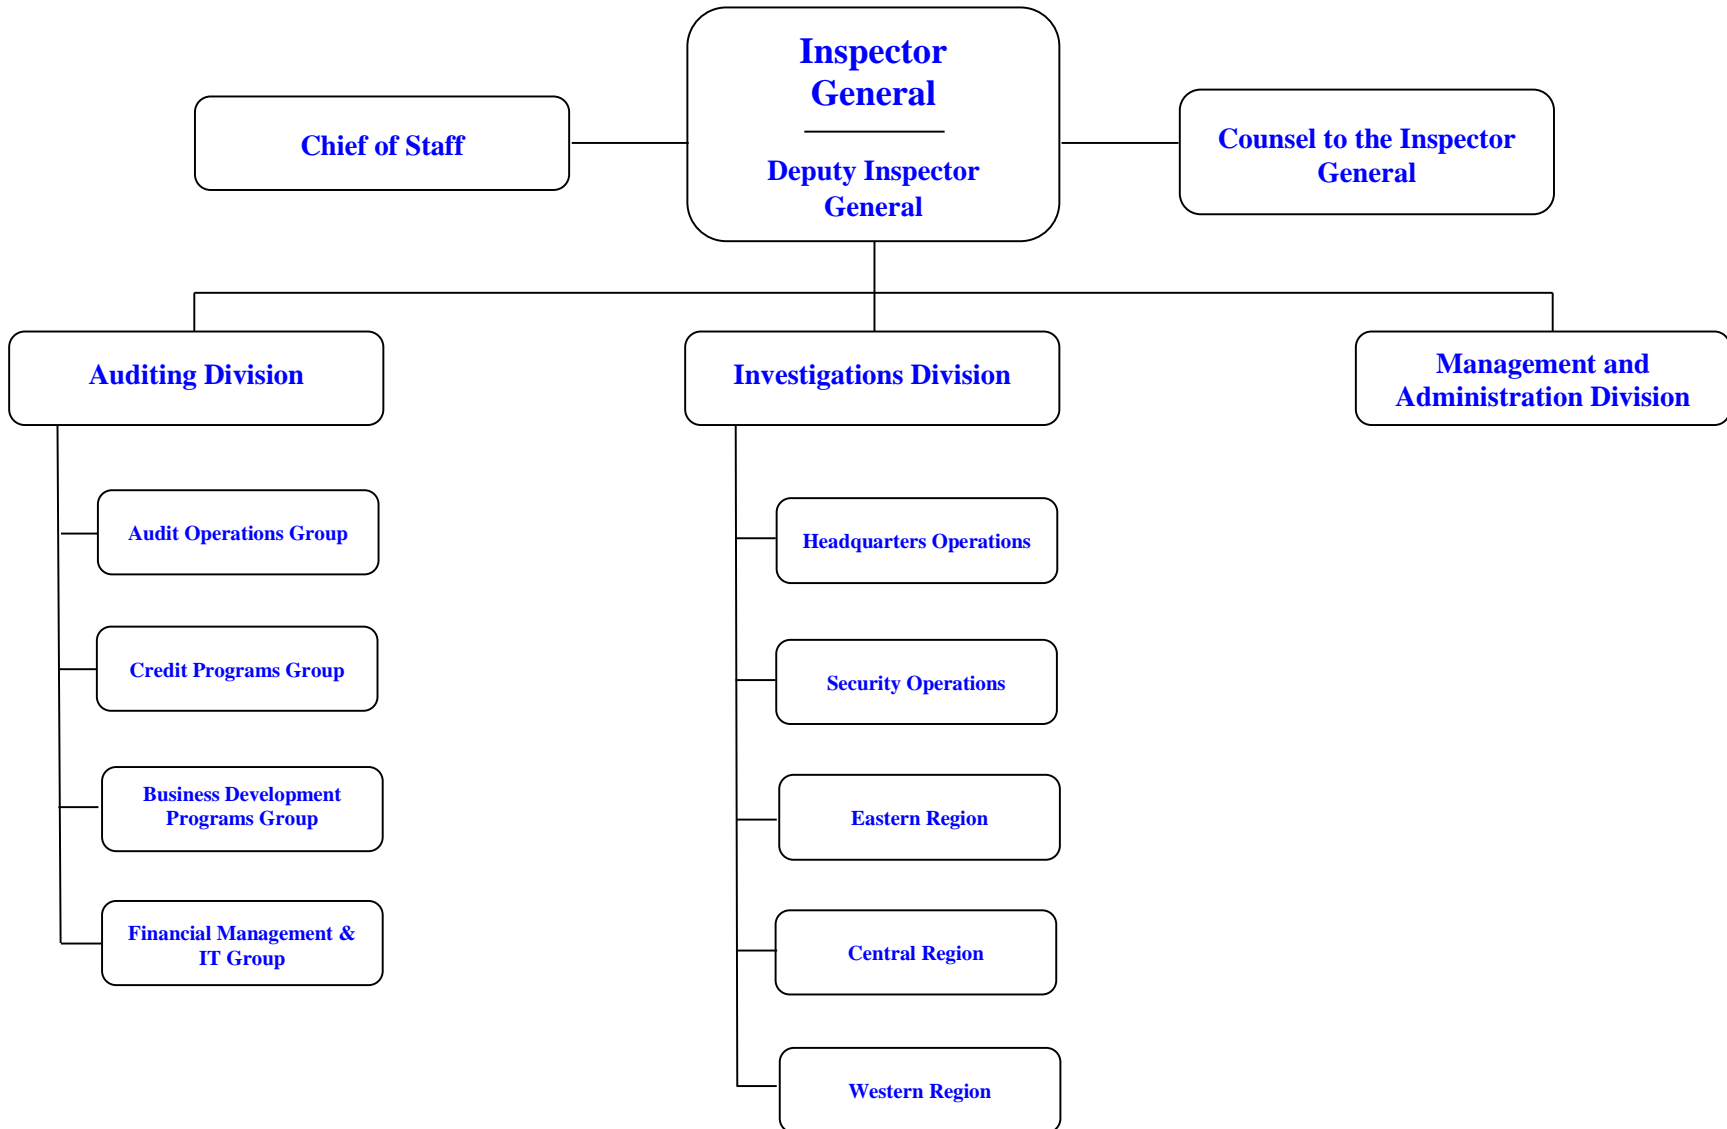 Inspector
General
Deputy Inspector
General
Chief of Staff
Counsel to the Inspector
General
Auditing Division
Investigations Division
Management and
Administration Division
Audit Operations Group
Credit Programs Group
Business Development
Programs Group
Financial Management &
IT Group
Headquarters Operations
Security Operations
Eastern Region
Central Region
Western Region